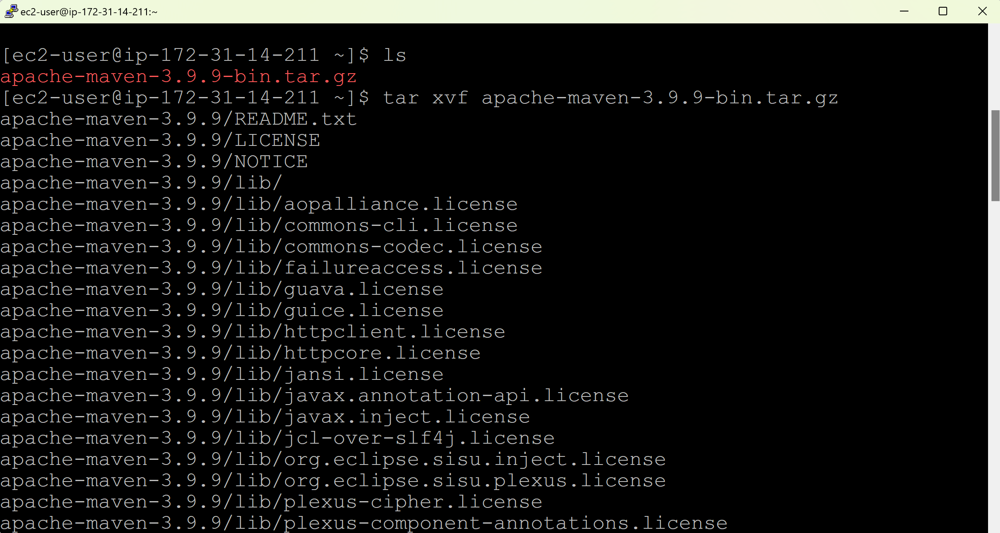 ec2-user@ip-172-31-14-211:~
[ec2-user@ip-172-31-14-211 ~]$ ls
apache-maven-3.9.9-bin.tar.gz
[ec2-user@ip-172-31-14-211 ~]$ tar xvf apache-maven-3.9.9-bin.tar.gz
apache-maven-3.9.9/README.txt
apache-maven-3.9.9/LICENSE
apache-maven-3.9.9/NOTICE
apache-maven-3.9.9/lib/
apache-maven-3.9.9/lib/aopalliance.license
apache-maven-3.9.9/lib/commons-cli.license
apache-maven-3.9.9/lib/commons-codec.license
apache-maven-3.9.9/lib/failureaccess.license
apache-maven-3.9.9/lib/guava.license
apache-maven-3.9.9/lib/guice.license
apache-maven-3.9.9/lib/httpclient.license
apache-maven-3.9.9/lib/httpcore.license
apache-maven-3.9.9/lib/jansi.license
apache-maven-3.9.9/lib/javax.annotation-api.license
apache-maven-3.9.9/lib/javax.inject.license
apache-maven-3.9.9/lib/jcl-over-slf4j.license
apache-maven-3.9.9/lib/org.eclipse.sisu.inject.license
apache-maven-3.9.9/lib/org.eclipse.sisu.plexus.license
apache-maven-3.9.9/lib/plexus-cipher.license
apache-maven-3.9.9/lib/plexus-component-annotations.license